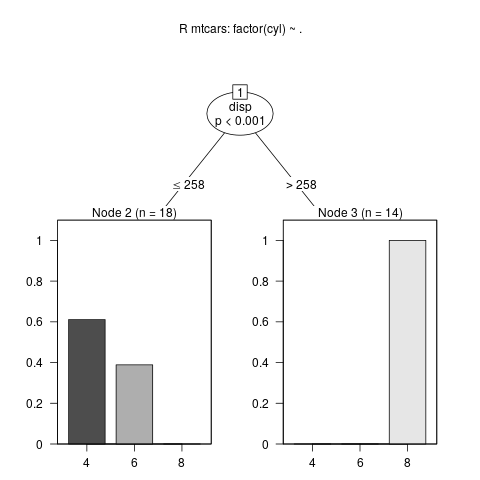 R mtcars: factor(cyl) ~ .
1
disp
p < 0.001
≤ 258
> 258
Node 2 (n = 18)
Node 3 (n = 14)
1
0.8
0.6
0.4
0.2
0
4 6 8
1
0.8
0.6
0.4
0.2
0
4 6 8